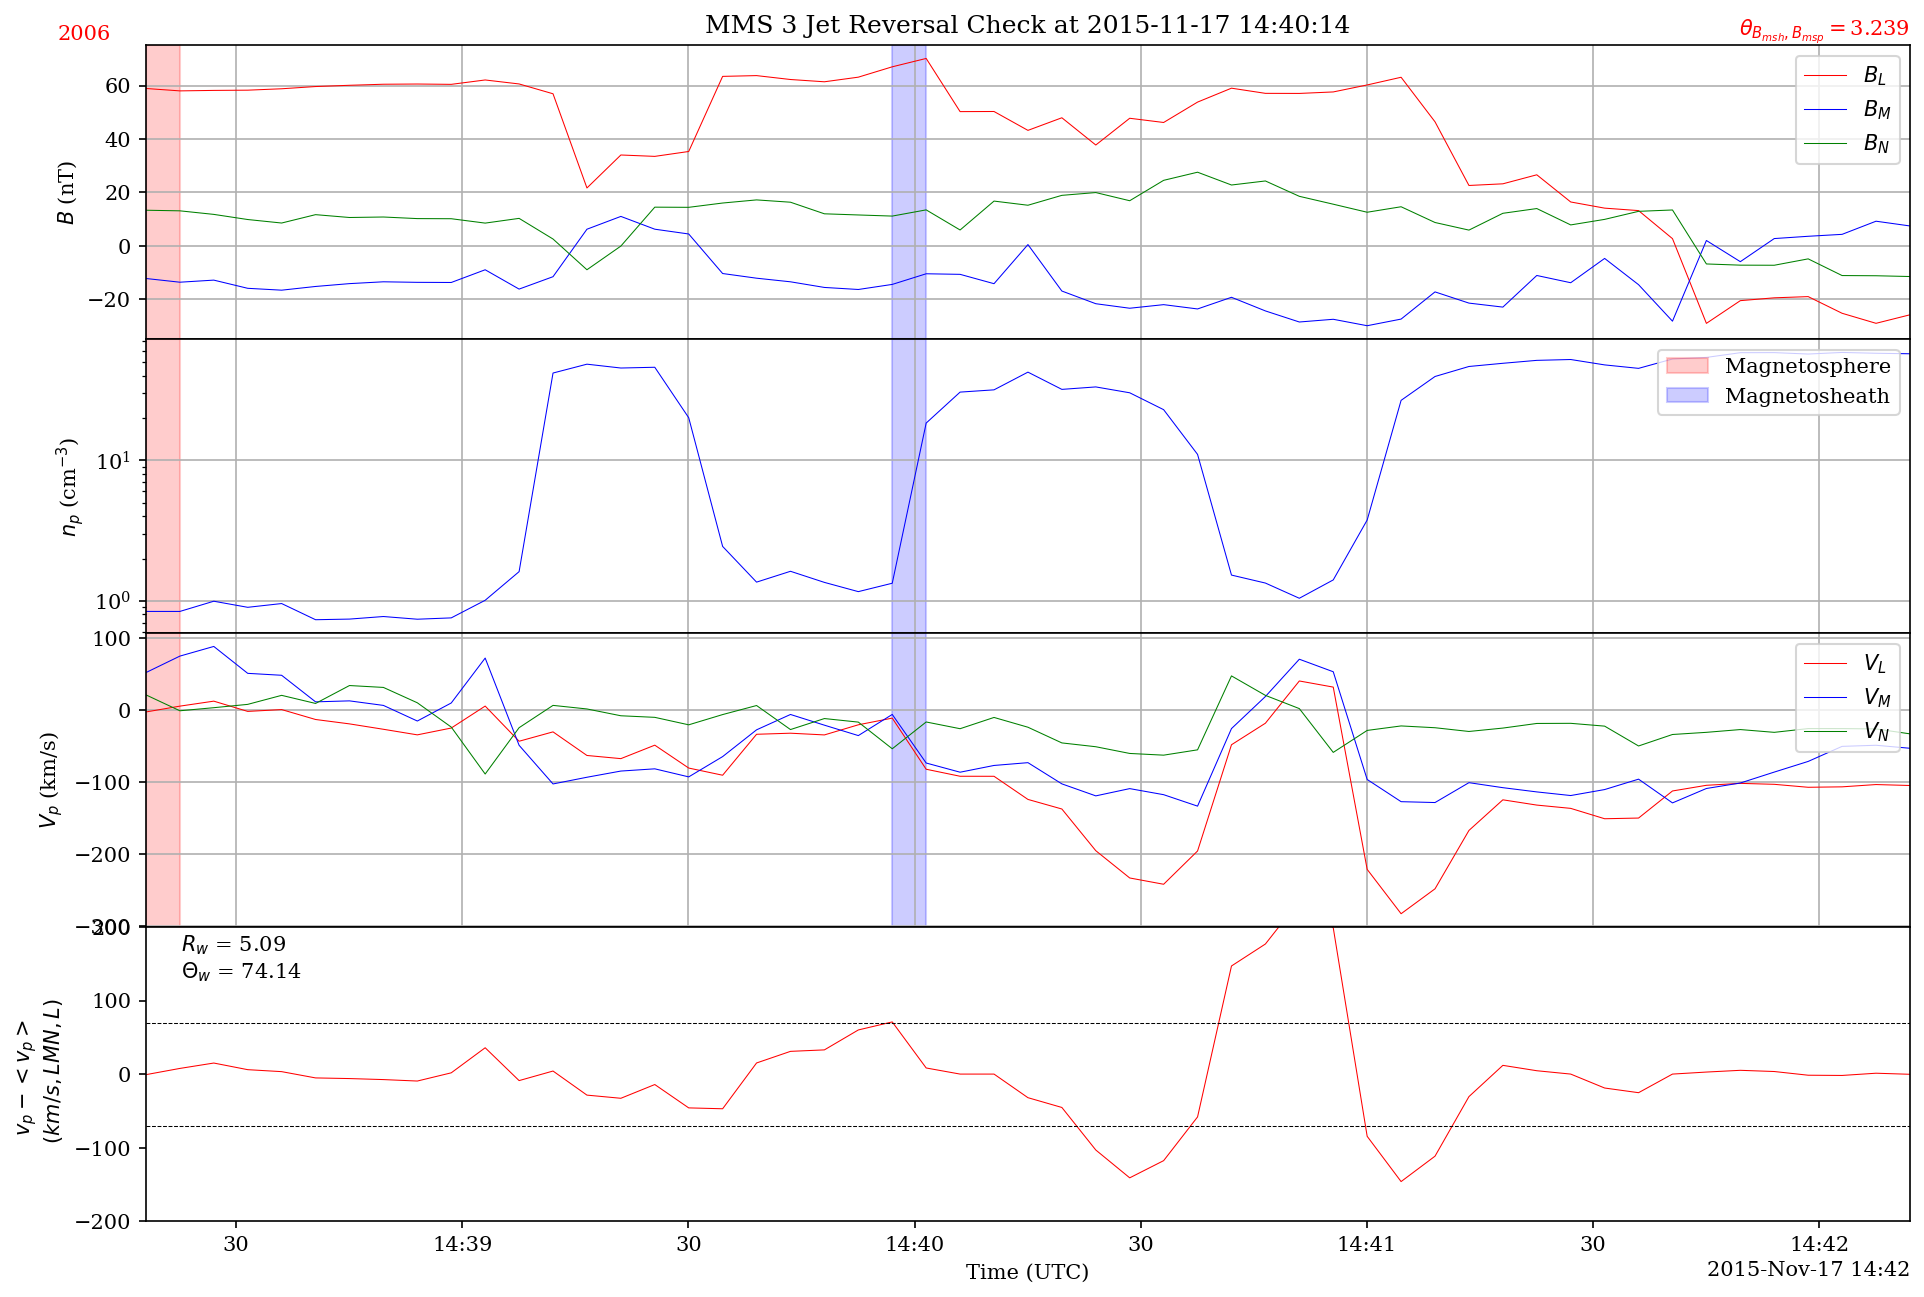 2006
MMS 3 Jet Reversal Check at 2015-11-17 14:40:14
θ_{B_{msh}, B_{msp}} = 3.239
B (nT)
60
40
20
0
−20
B_L
B_M
B_N
n_p (cm^{−3})
10^1
10^0
Magnetosphere
Magnetosheath
V_p (km/s)
100
0
−100
−200
−300
V_L
V_M
V_N
v_p − < v_p >
(km/s, LMN, L)
200
100
0
−100
−200
R_w = 5.09
Θ_w = 74.14
30
14:39
30
14:40
30
14:41
30
14:42
Time (UTC)
2015-Nov-17 14:42